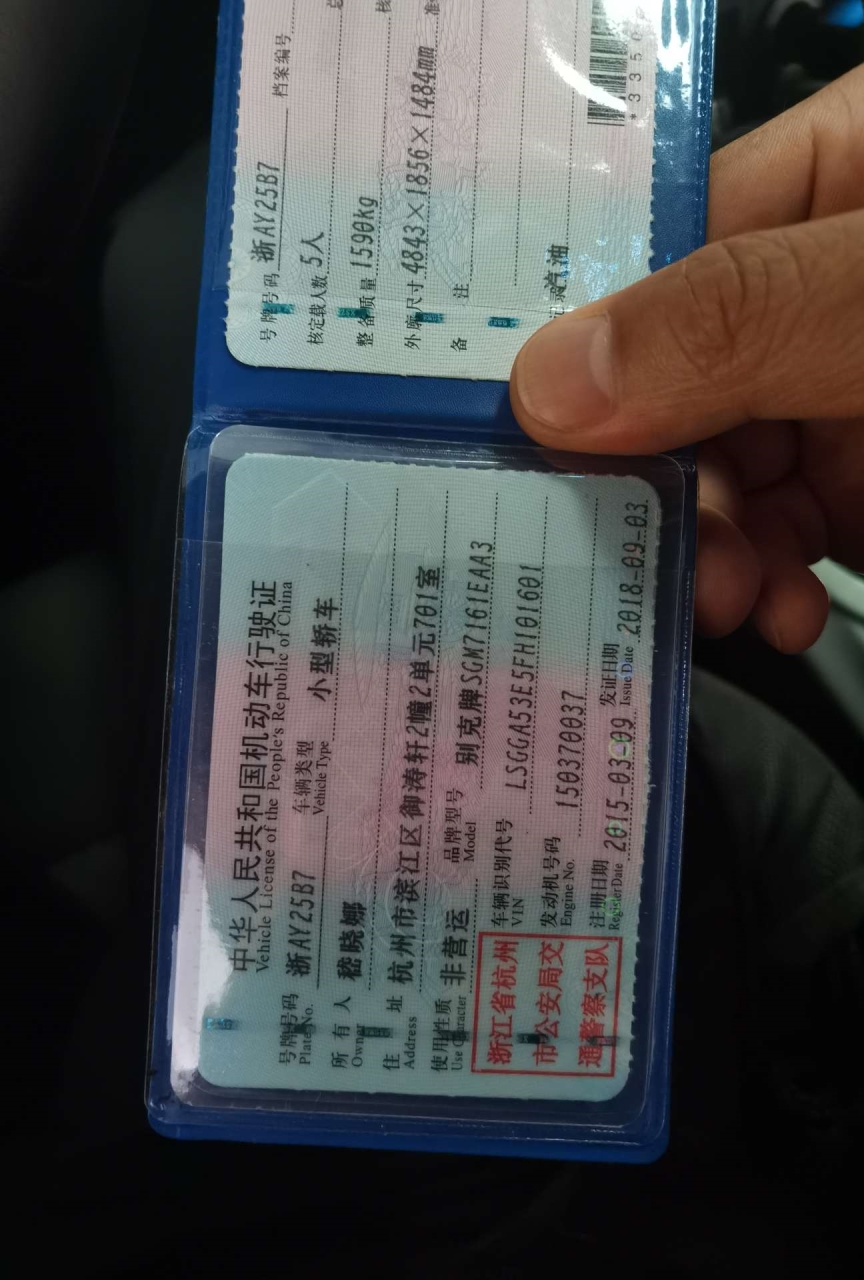 中华人民共和国机动车行驶证
Vehicle License of the People's Republic of China
号牌号码 浙AY25B7 车辆类型 小型轿车
Plate No. Vehicle Type
所有人 嵇晓娜
Owner
住址 杭州市滨江区御涛轩2幢2单元701室
Address
使用性质 非营运 品牌型号 别克牌SGM7161EAA3
Use Character Model
浙江省杭州
市公安局交
通警察支队
车辆识别代号 LSGGA53E5FH101601
VIN
发动机号码 150370037
Engine No.
注册日期 2015-03-09 发证日期 2018-09-03
Register Date Issue Date
号牌号码 浙AY25B7 档案编号
核定载人数 5人 总
整备质量 1590kg 核
外廓尺寸 4843×1856×1484mm 准
备注
记录 汽油
*3350